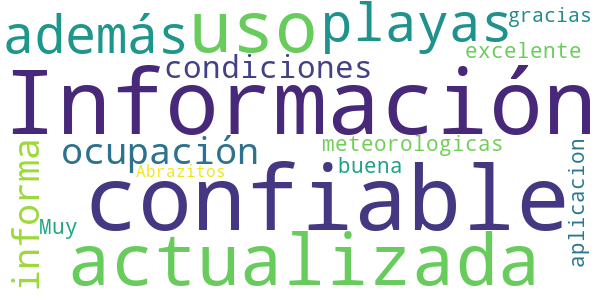 además uso playas gracias
excelente
condiciones
Información
ocupación
meteorologicas
informa
Abrazitos
buena
aplicacion
confiable
Muy
actualizada